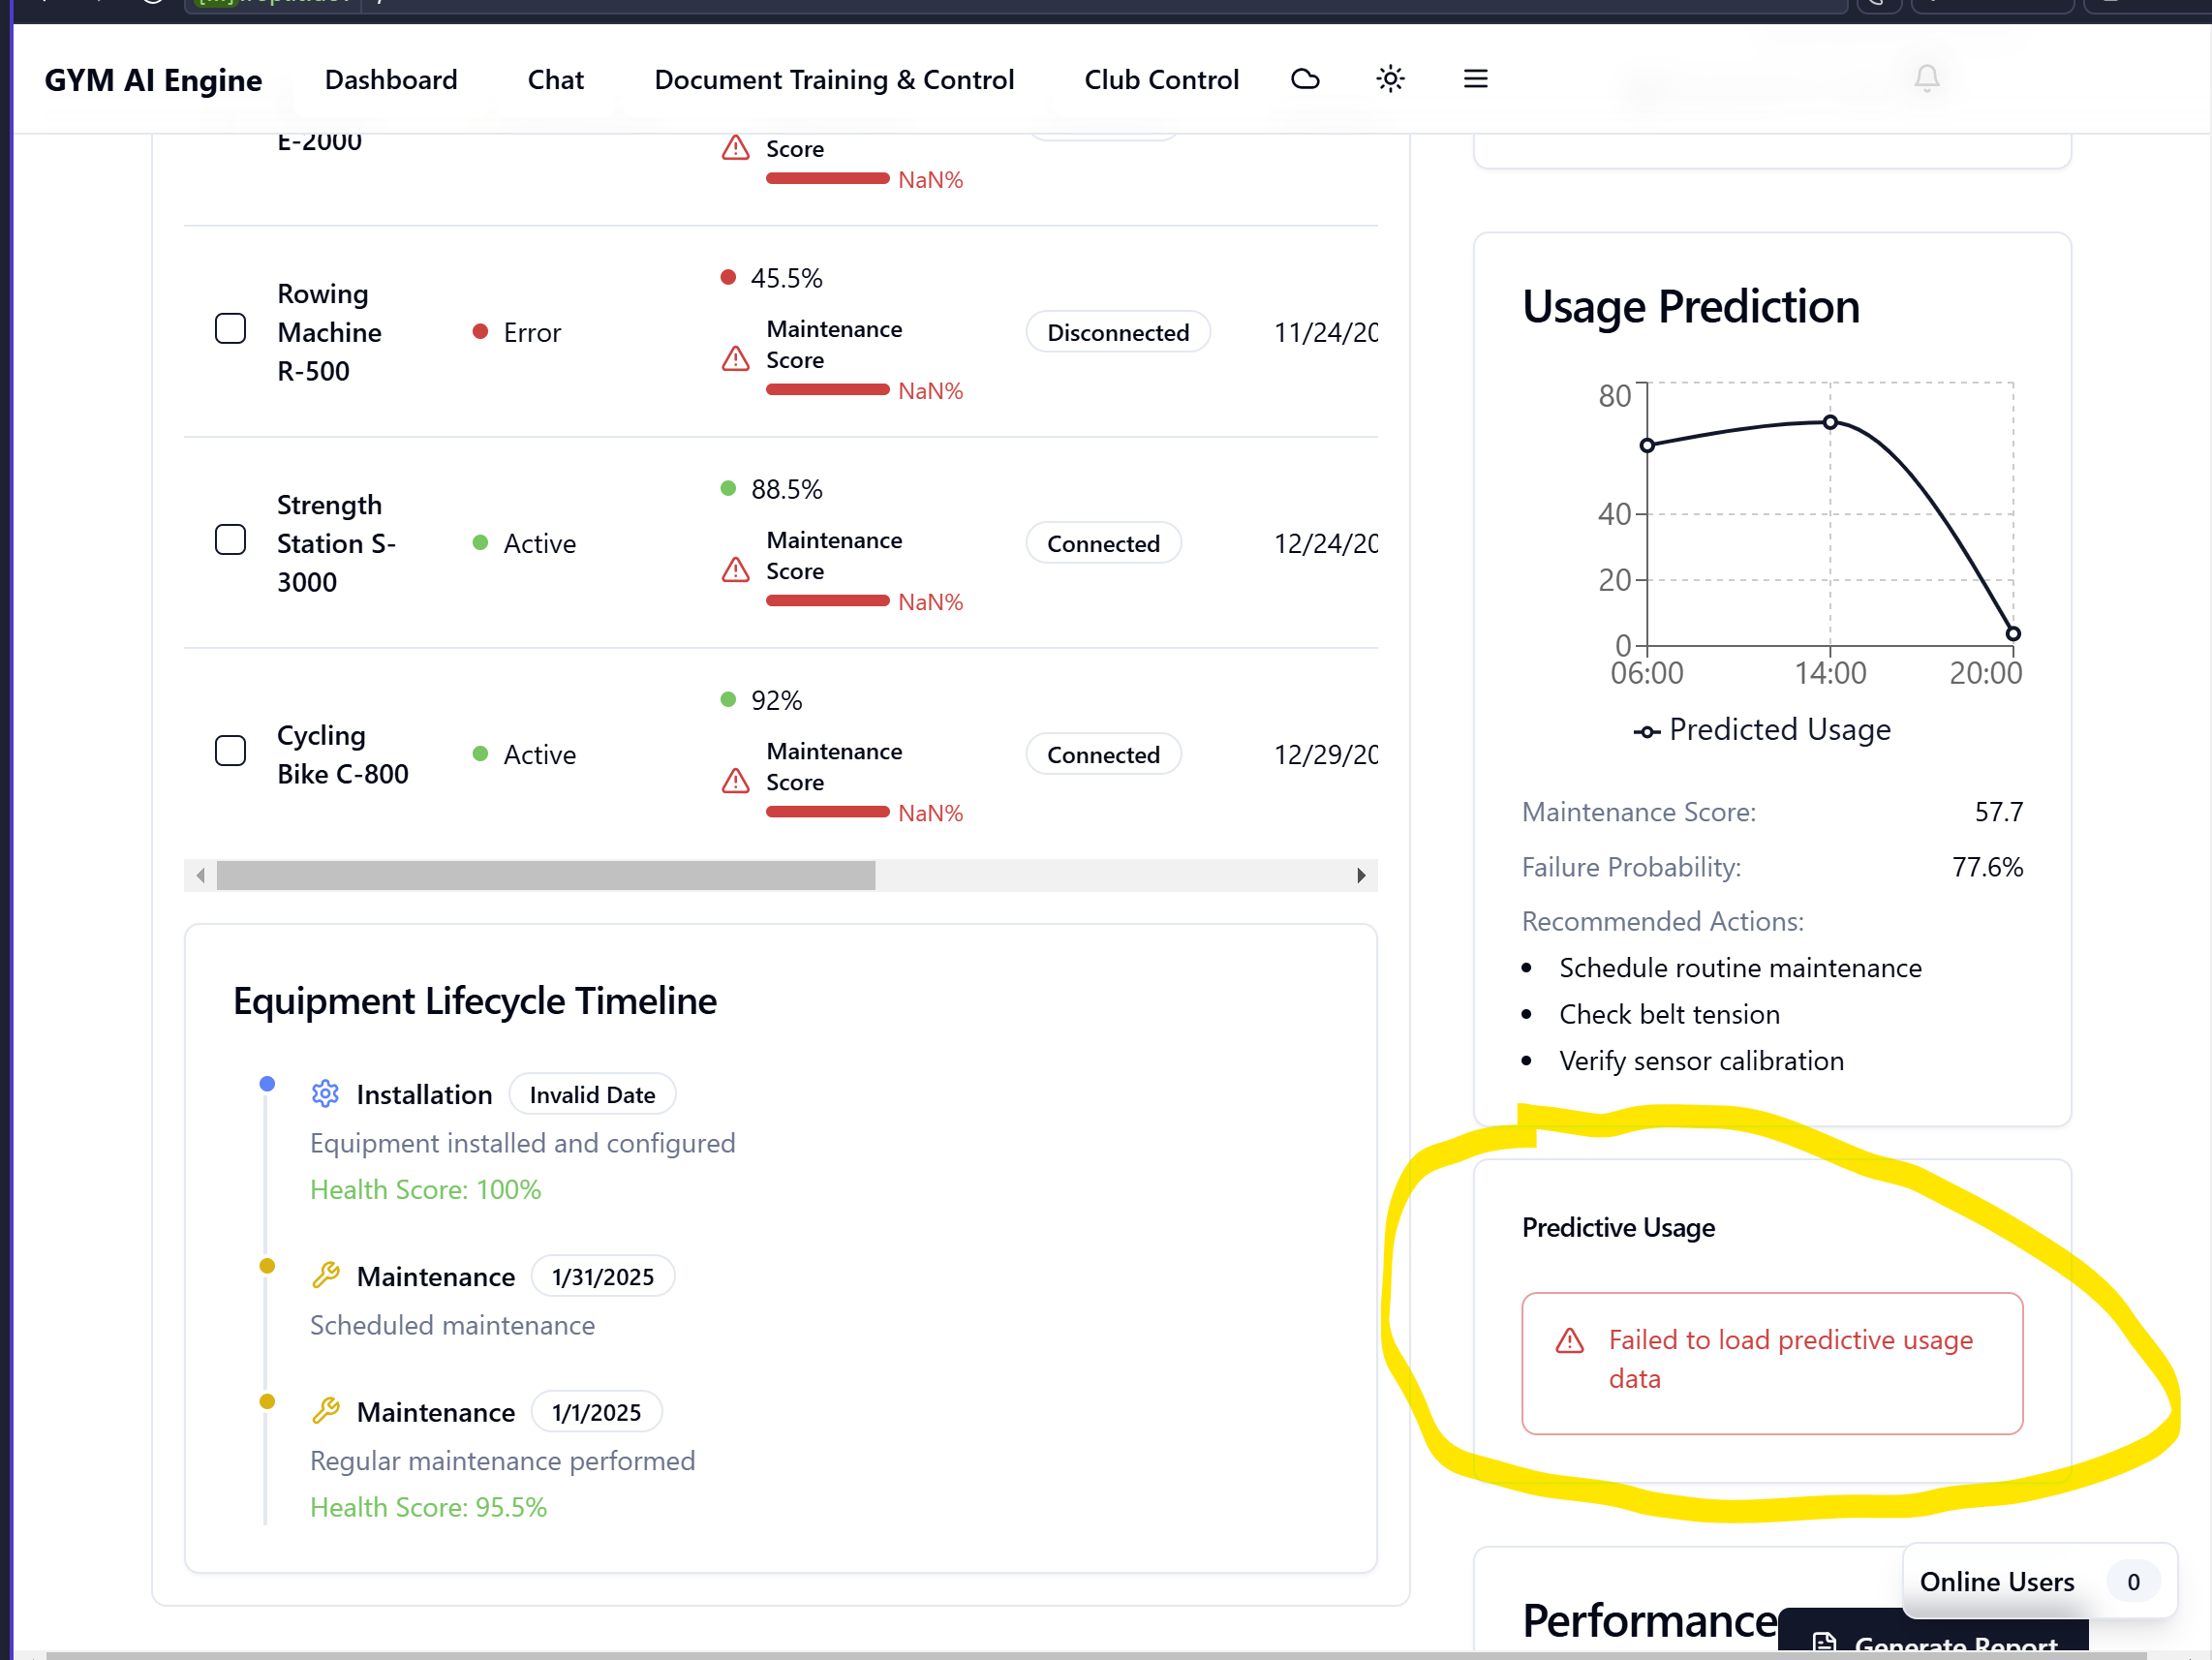 GYM AI Engine Dashboard Chat Document Training & Control Club Control
E-2000
Score
NaN%
Rowing
Machine
R-500
Error
45.5%
Maintenance
Score
NaN%
Disconnected
11/24/20
Strength
Station S-
3000
Active
88.5%
Maintenance
Score
NaN%
Connected
12/24/20
Cycling
Bike C-800
Active
92%
Maintenance
Score
NaN%
Connected
12/29/20
Equipment Lifecycle Timeline
Installation Invalid Date
Equipment installed and configured
Health Score: 100%
Maintenance 1/31/2025
Scheduled maintenance
Maintenance 1/1/2025
Regular maintenance performed
Health Score: 95.5%
Usage Prediction
80
40
20
0
06:00 14:00 20:00
Predicted Usage
Maintenance Score: 57.7
Failure Probability: 77.6%
Recommended Actions:
• Schedule routine maintenance
• Check belt tension
• Verify sensor calibration
Predictive Usage
Failed to load predictive usage
data
Online Users 0
Performance
Generate Report